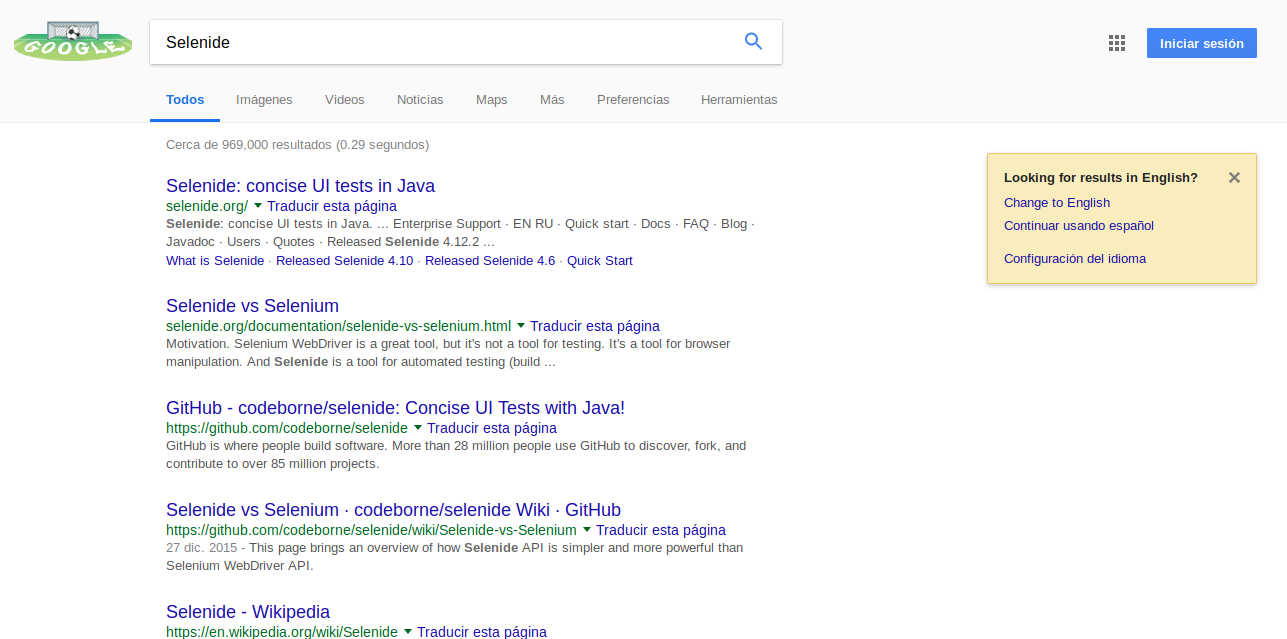 GOOGLE
Selenide
Iniciar sesión
Todos Imágenes Videos Noticias Maps Más Preferencias Herramientas
Cerca de 969,000 resultados (0.29 segundos)
Selenide: concise UI tests in Java
selenide.org/ Traducir esta página
Selenide: concise UI tests in Java. ... Enterprise Support · EN RU · Quick start · Docs · FAQ · Blog ·
Javadoc · Users · Quotes · Released Selenide 4.12.2 ...
What is Selenide · Released Selenide 4.10 · Released Selenide 4.6 · Quick Start
Selenide vs Selenium
selenide.org/documentation/selenide-vs-selenium.html Traducir esta página
Motivation. Selenium WebDriver is a great tool, but it's not a tool for testing. It's a tool for browser
manipulation. And Selenide is a tool for automated testing (build ...
GitHub - codeborne/selenide: Concise UI Tests with Java!
https://github.com/codeborne/selenide Traducir esta página
GitHub is where people build software. More than 28 million people use GitHub to discover, fork, and
contribute to over 85 million projects.
Selenide vs Selenium · codeborne/selenide Wiki · GitHub
https://github.com/codeborne/selenide/wiki/Selenide-vs-Selenium Traducir esta página
27 dic. 2015 - This page brings an overview of how Selenide API is simpler and more powerful than
Selenium WebDriver API.
Selenide - Wikipedia
https://en.wikipedia.org/wiki/Selenide Traducir esta página
Looking for results in English?
Change to English
Continuar usando español
Configuración del idioma